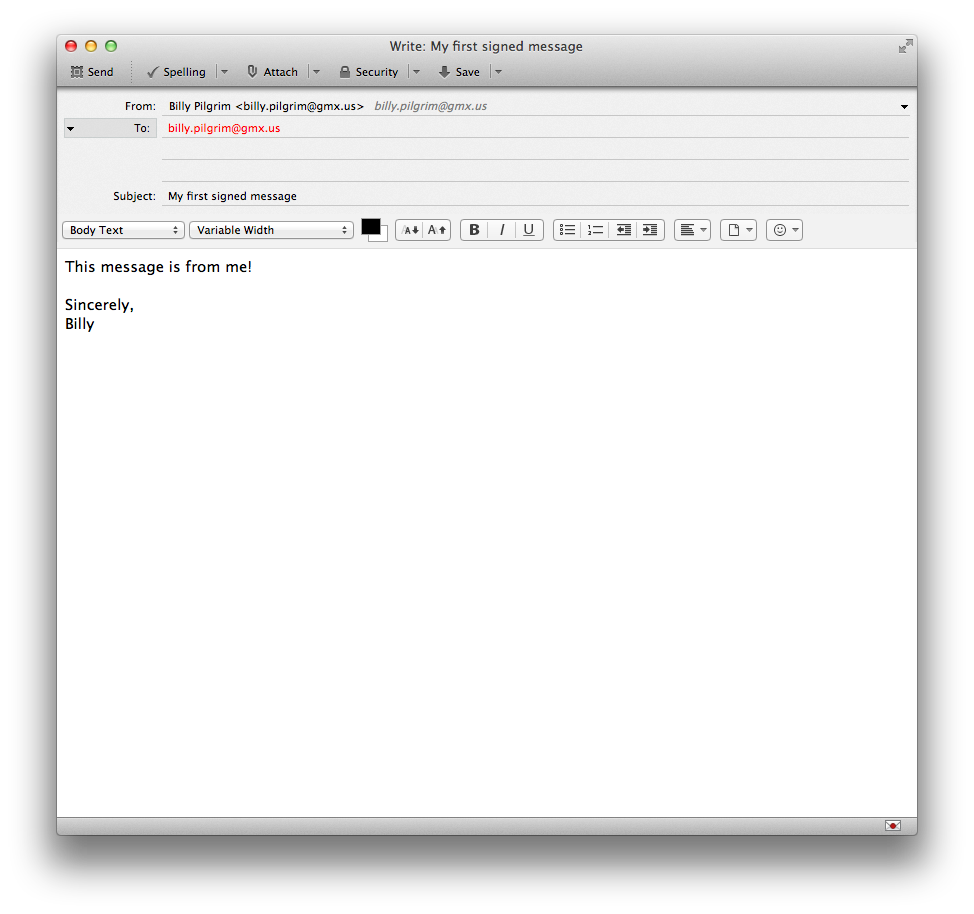 Write: My first signed message
Send Spelling Attach Security Save
From: Billy Pilgrim <billy.pilgrim@gmx.us> billy.pilgrim@gmx.us
To: billy.pilgrim@gmx.us
Subject: My first signed message
Body Text Variable Width A A B I U
This message is from me!
Sincerely,
Billy